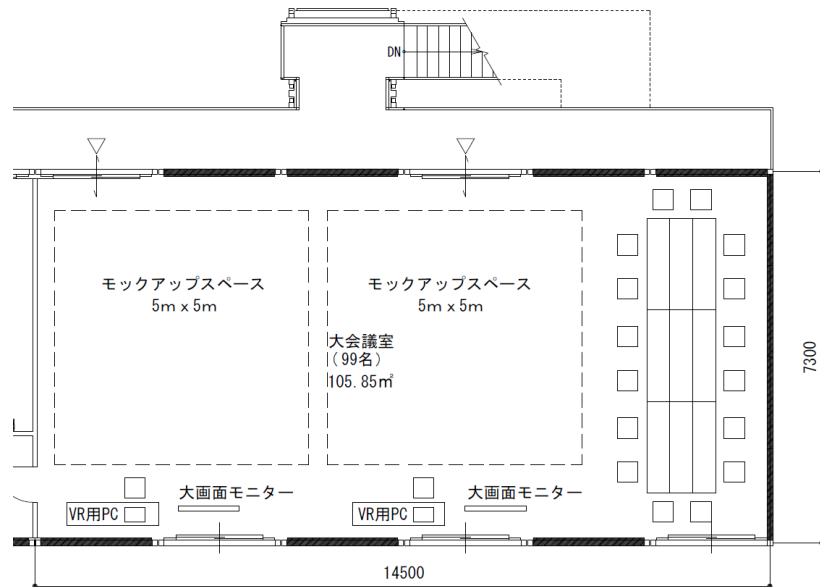 DN
モックアップスペース
5m x 5m
モックアップスペース
5m x 5m
大会議室
（99名）
105.85㎡
7300
大画面モニター
VR用PC
大画面モニター
VR用PC
14500